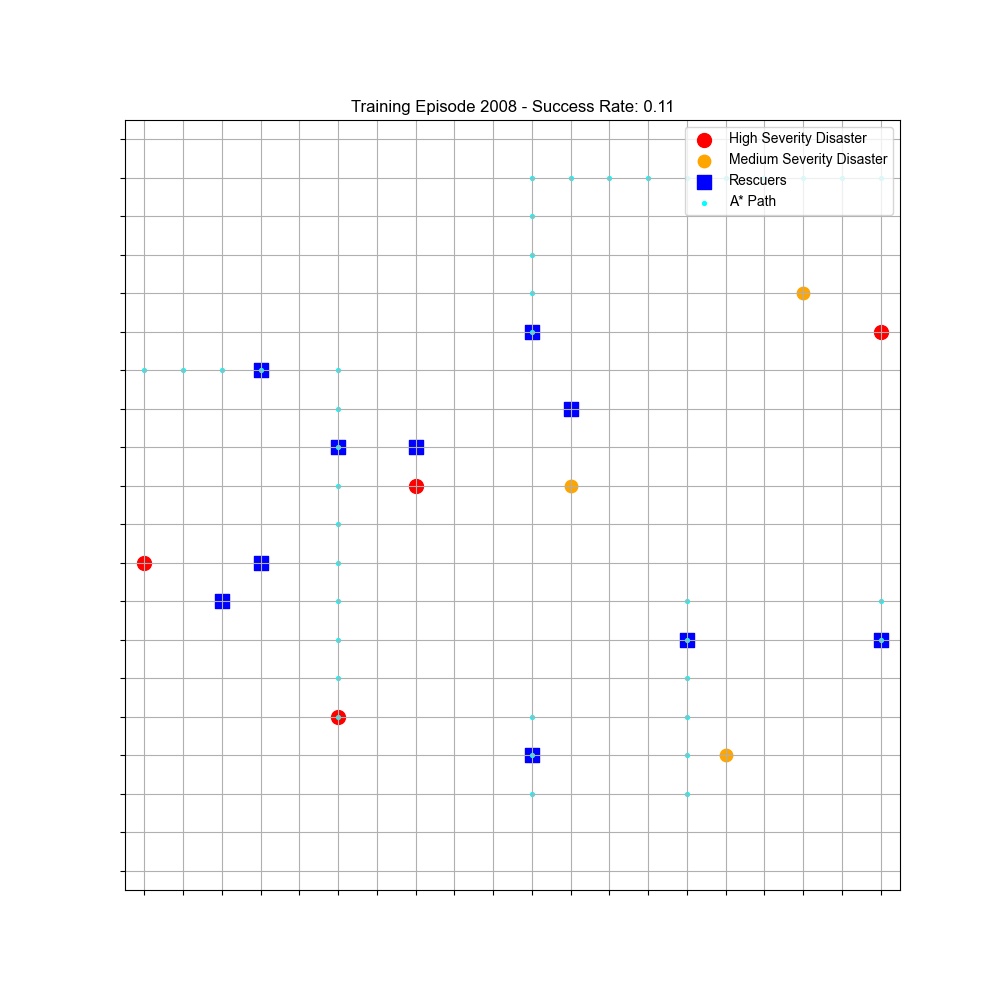 Training Episode 2008 - Success Rate: 0.11
High Severity Disaster
Medium Severity Disaster
Rescuers
A* Path